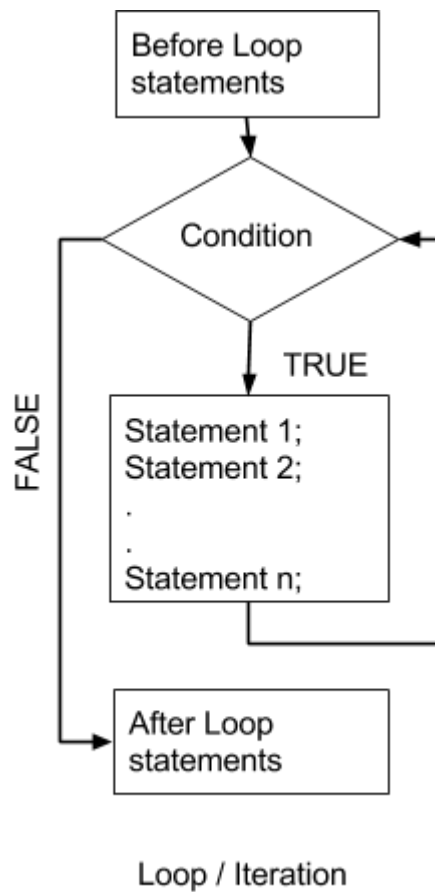 Before Loop
statements
Condition
TRUE
FALSE
Statement 1;
Statement 2;
.
.
Statement n;
After Loop
statements
Loop / Iteration